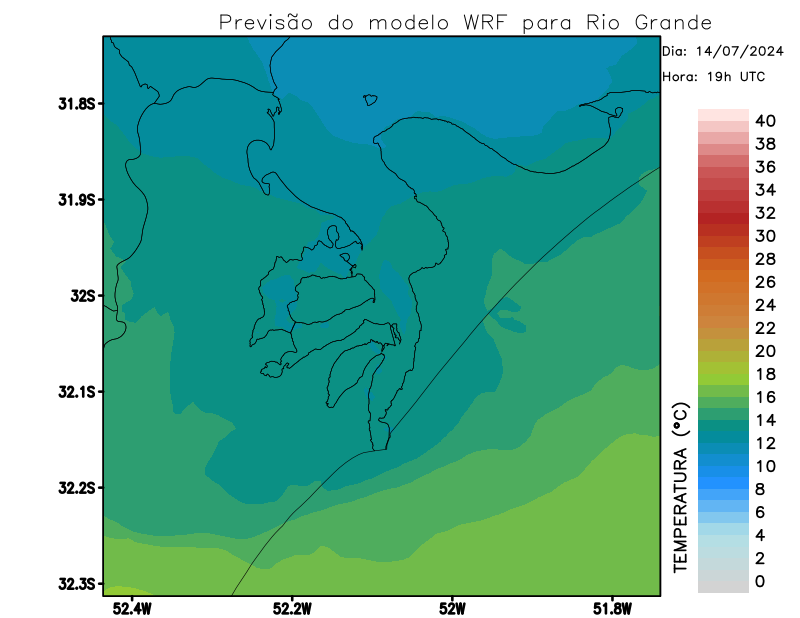 Previsão do modelo WRF para Rio Grande
Dia: 14/07/2024
Hora: 19h UTC
31.8S
31.9S
32S
32.1S
32.2S
32.3S
52.4W
52.2W
52W
51.8W
TEMPERATURA (°C)
40
38
36
34
32
30
28
26
24
22
20
18
16
14
12
10
8
6
4
2
0